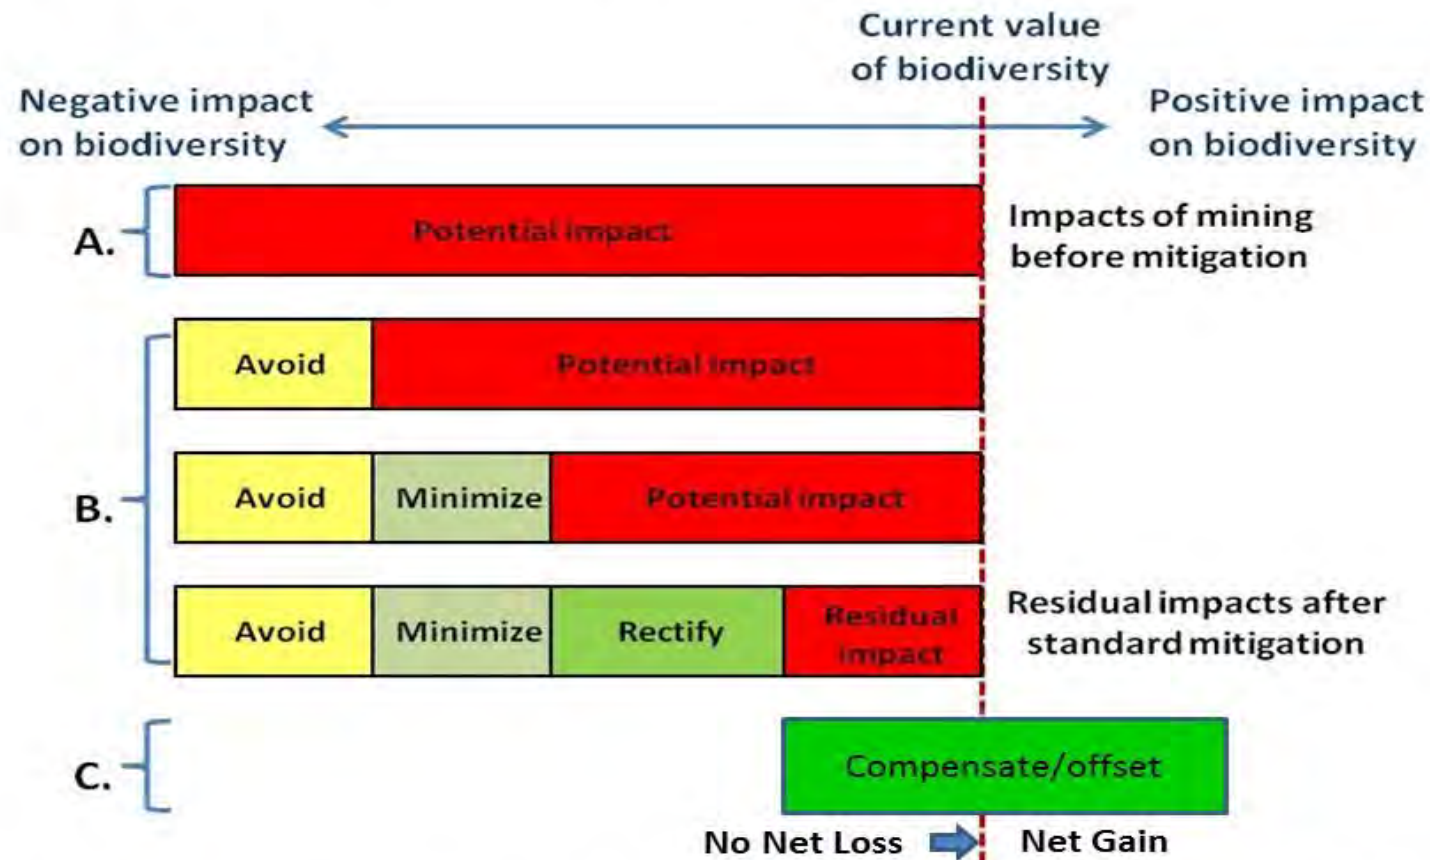 Current value
of biodiversity
Negative impact
on biodiversity
Positive impact
on biodiversity
A.
Potential impact
Impacts of mining
before mitigation
B.
Avoid
Potential impact
Avoid
Minimize
Potential impact
Avoid
Minimize
Rectify
Residual
impact
Residual impacts after
standard mitigation
C.
Compensate/offset
No Net Loss
Net Gain